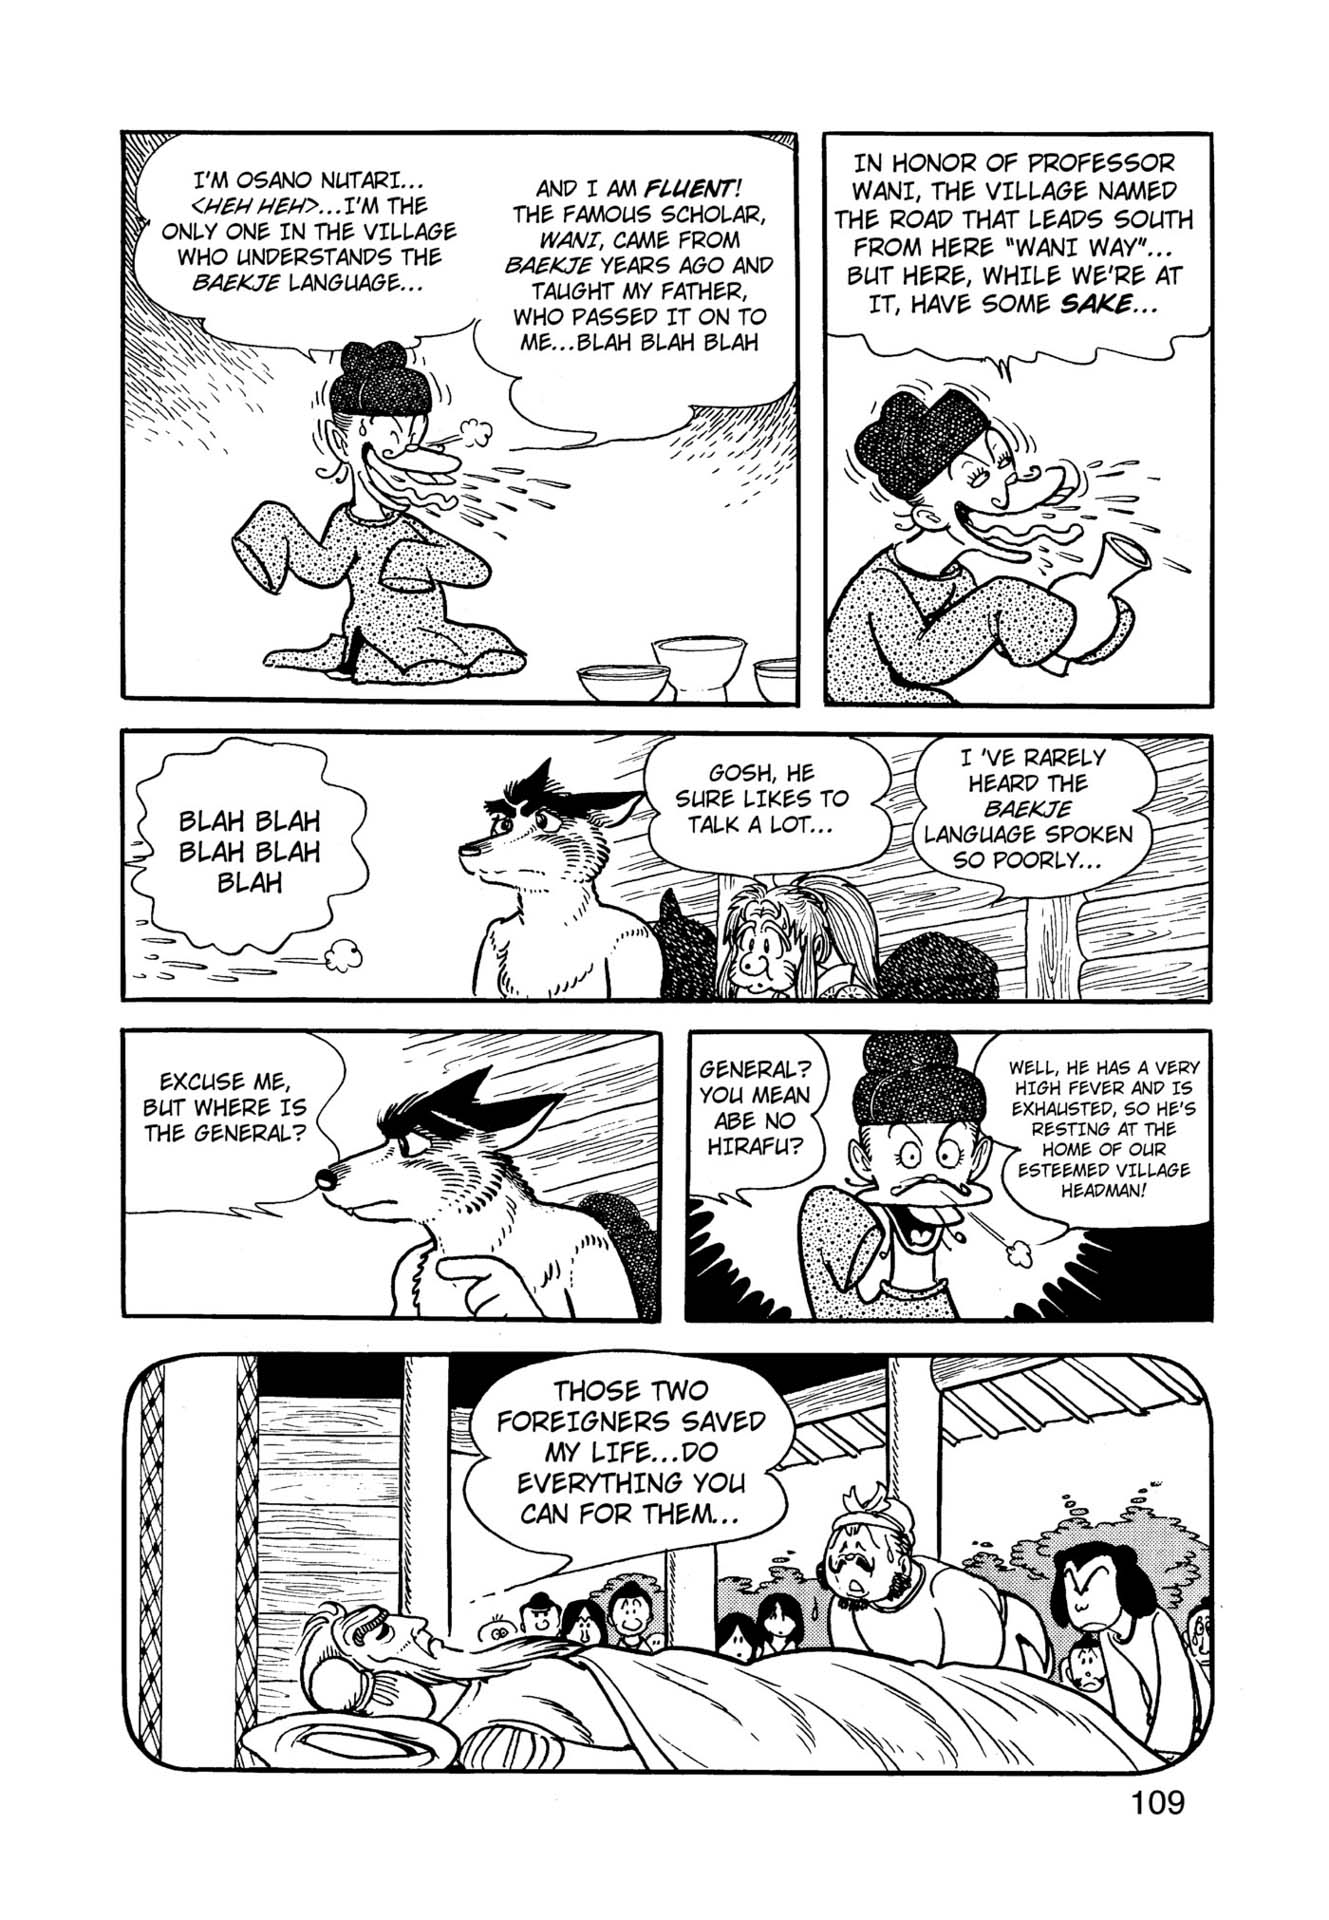 I'M OSANO NUTARI...
<HEH HEH>...I'M THE
ONLY ONE IN THE VILLAGE
WHO UNDERSTANDS THE
BAEKJE LANGUAGE...
AND I AM FLUENT!
THE FAMOUS SCHOLAR,
WANI, CAME FROM
BAEKJE YEARS AGO AND
TAUGHT MY FATHER,
WHO PASSED IT ON TO
ME...BLAH BLAH BLAH
IN HONOR OF PROFESSOR
WANI, THE VILLAGE NAMED
THE ROAD THAT LEADS SOUTH
FROM HERE "WANI WAY"...
BUT HERE, WHILE WE'RE AT
IT, HAVE SOME SAKE...
BLAH BLAH
BLAH BLAH
BLAH
GOSH, HE
SURE LIKES TO
TALK A LOT...
I 'VE RARELY
HEARD THE
BAEKJE
LANGUAGE SPOKEN
SO POORLY...
EXCUSE ME,
BUT WHERE IS
THE GENERAL?
GENERAL?
YOU MEAN
ABE NO
HIRAFU?
WELL, HE HAS A VERY
HIGH FEVER AND IS
EXHAUSTED, SO HE'S
RESTING AT THE
HOME OF OUR
ESTEEMED VILLAGE
HEADMAN!
THOSE TWO
FOREIGNERS SAVED
MY LIFE...DO
EVERYTHING YOU
CAN FOR THEM...
109